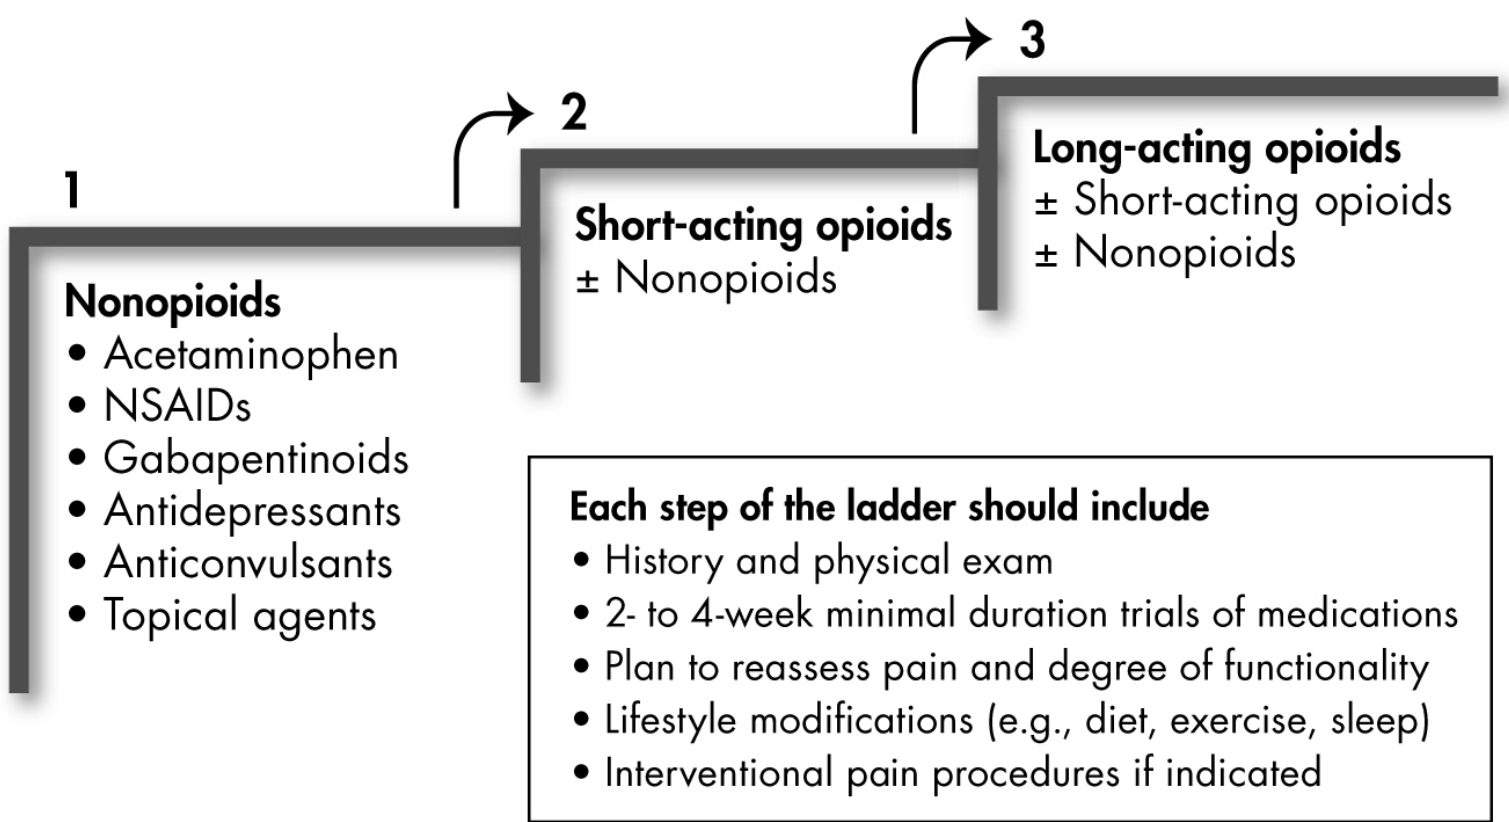 1
Nonopioids
• Acetaminophen
• NSAIDs
• Gabapentinoids
• Antidepressants
• Anticonvulsants
• Topical agents
2
Short-acting opioids
± Nonopioids
3
Long-acting opioids
± Short-acting opioids
± Nonopioids
Each step of the ladder should include
• History and physical exam
• 2- to 4-week minimal duration trials of medications
• Plan to reassess pain and degree of functionality
• Lifestyle modifications (e.g., diet, exercise, sleep)
• Interventional pain procedures if indicated